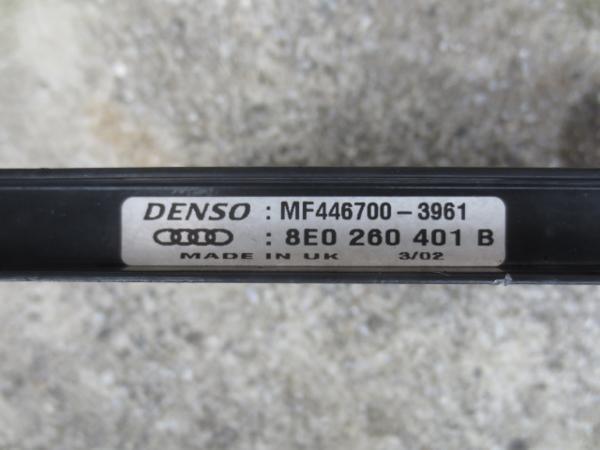 DENSO : MF446700-3961
: 8E0 260 401 B
MADE IN UK 3/02